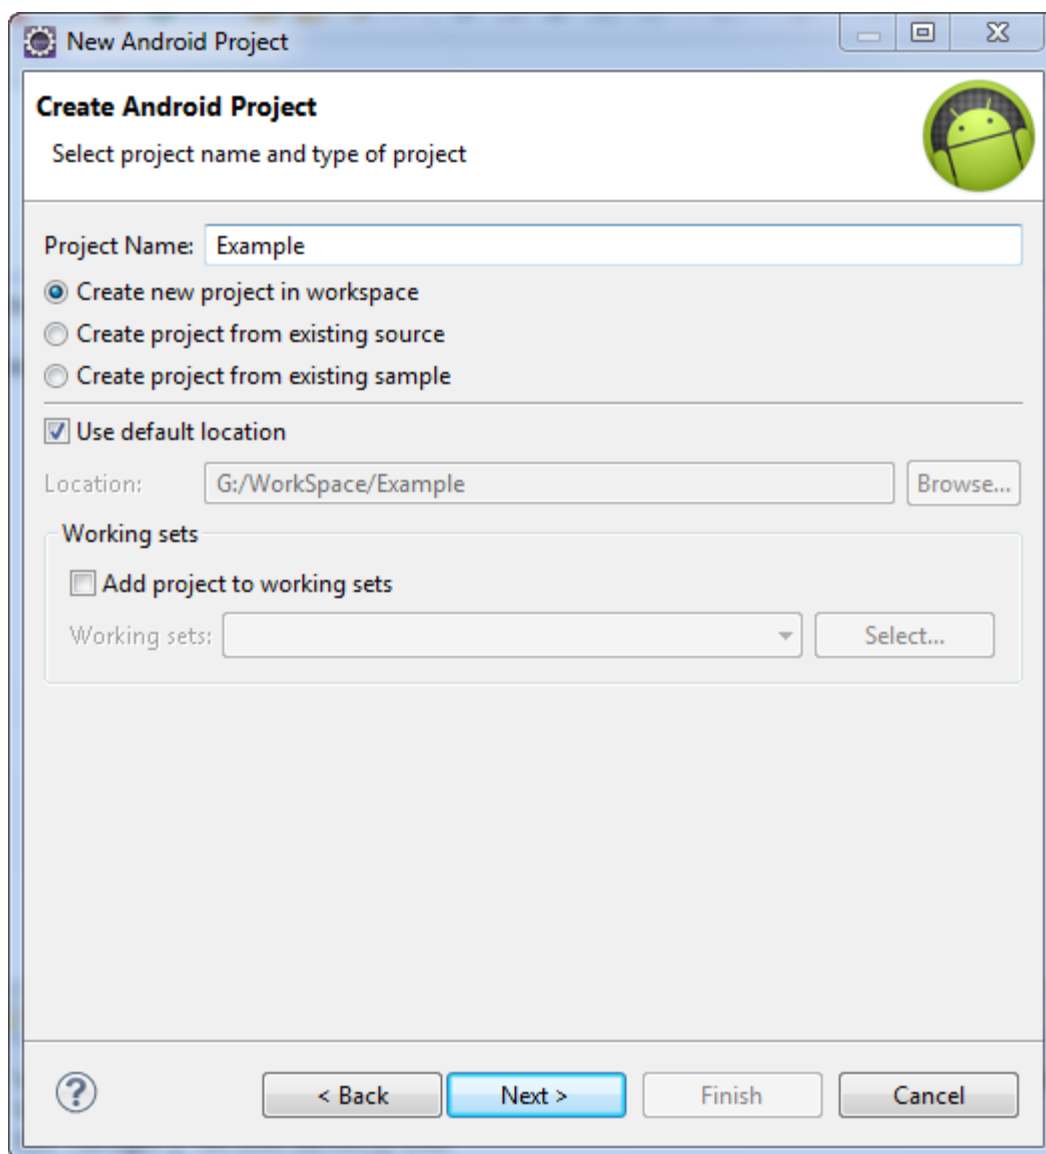 New Android Project
Create Android Project
Select project name and type of project
Project Name: Example
Create new project in workspace
Create project from existing source
Create project from existing sample
Use default location
Location: G:/WorkSpace/Example Browse...
Working sets
Add project to working sets
Working sets: Select...
? < Back Next > Finish Cancel